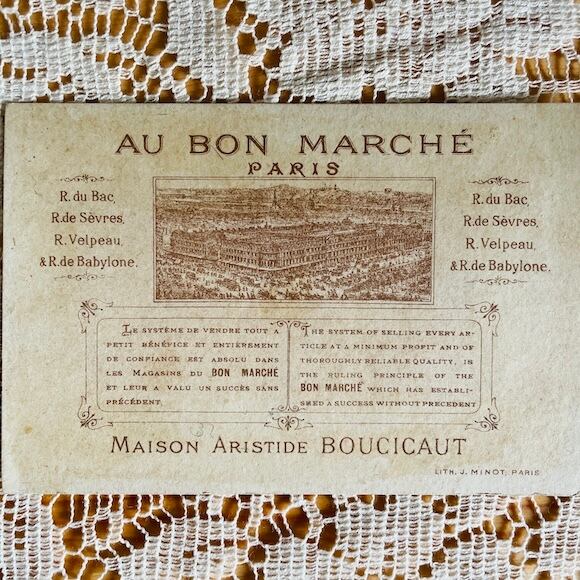 AU BON MARCHÉ
PARIS
R. du Bac,
R. de Sèvres,
R. Velpeau,
& R. de Babylone.
R. du Bac,
R. de Sèvres,
R. Velpeau,
& R. de Babylone.
LE SYSTÈME DE VENDRE TOUT À
PETIT BÉNÉFICE ET ENTIÈREMENT
DE CONFIANCE EST ABSOLU DANS
LES MAGASINS DU BON MARCHÉ
ET LEUR A VALU UN SUCCÈS SANS
PRÉCÉDENT.
THE SYSTEM OF SELLING EVERY AR-
TICLE AT A MINIMUM PROFIT AND OF
THOROUGHLY RELIABLE QUALITY, IS
THE RULING PRINCIPLE OF THE
BON MARCHÉ WHICH HAS ESTABLI-
SHED A SUCCESS WITHOUT PRECEDENT
MAISON ARISTIDE BOUCICAUT
LITH. J. MINOT, PARIS